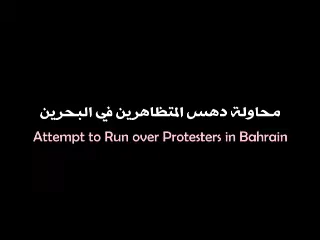 محاولة دهس المتظاهرين في البحرين
Attempt to Run over Protesters in Bahrain